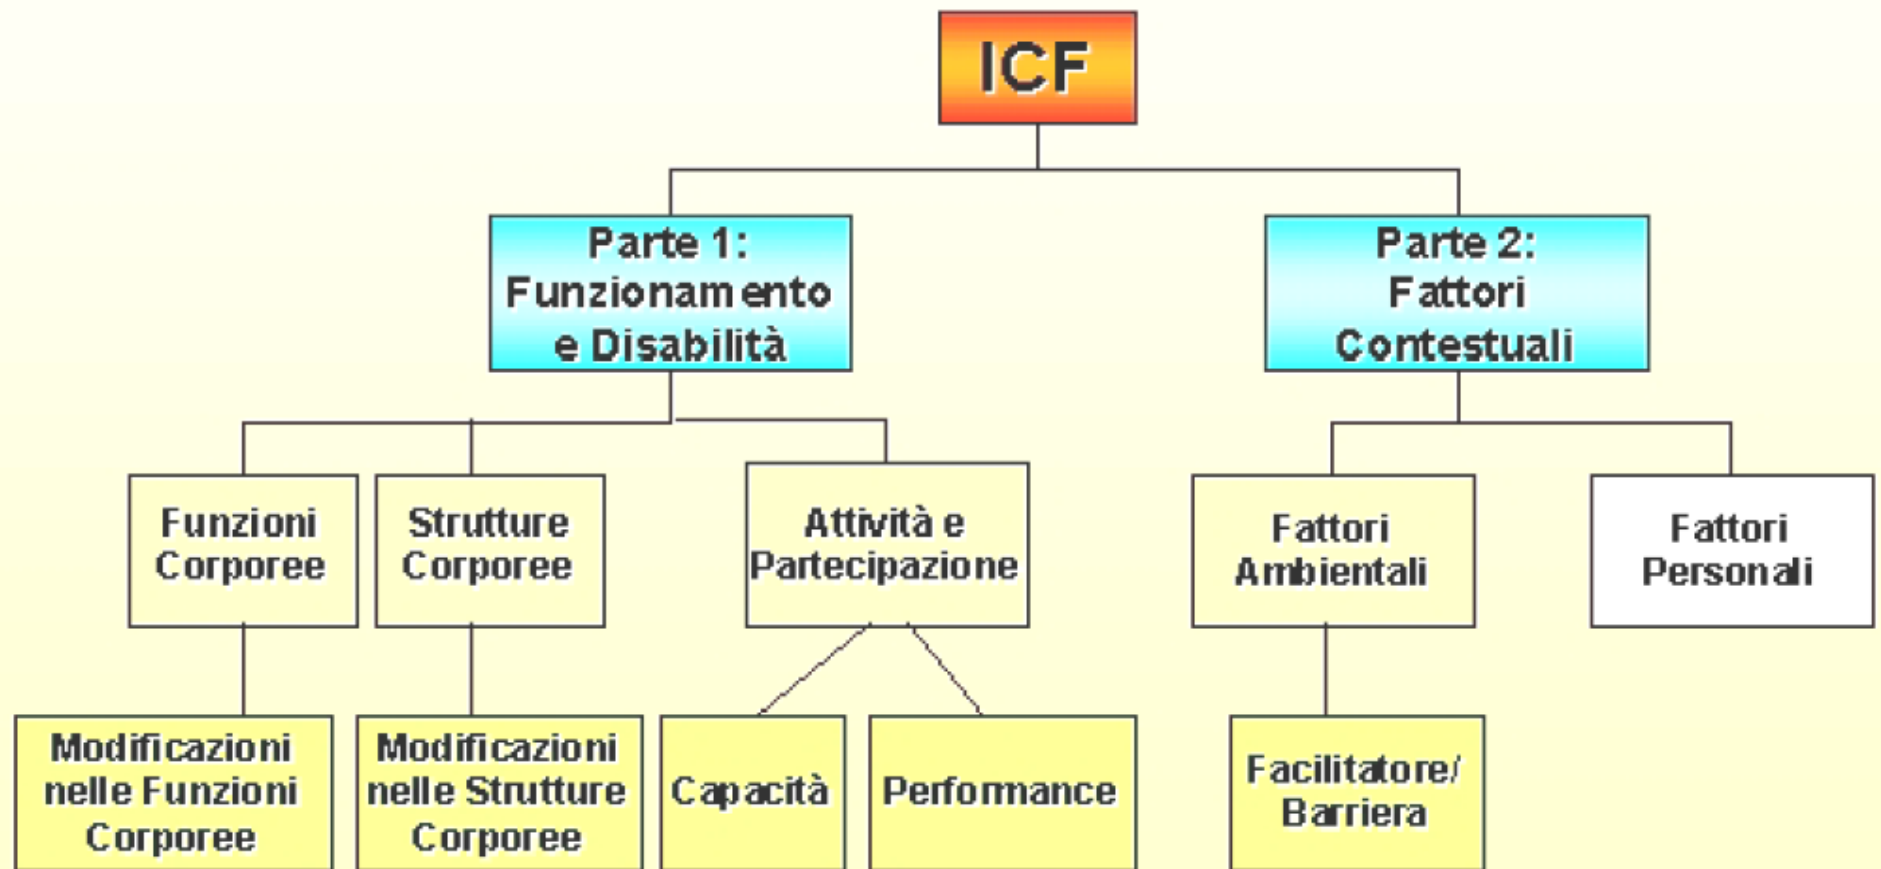 ICF
Parte 1:
Funzionamento
e Disabilità
Parte 2:
Fattori
Contestuali
Funzioni
Corporee
Strutture
Corporee
Attività e
Partecipazione
Fattori
Ambientali
Fattori
Personali
Modificazioni
nelle Funzioni
Corporee
Modificazioni
nelle Strutture
Corporee
Capacità
Performance
Facilitatore/
Barriera